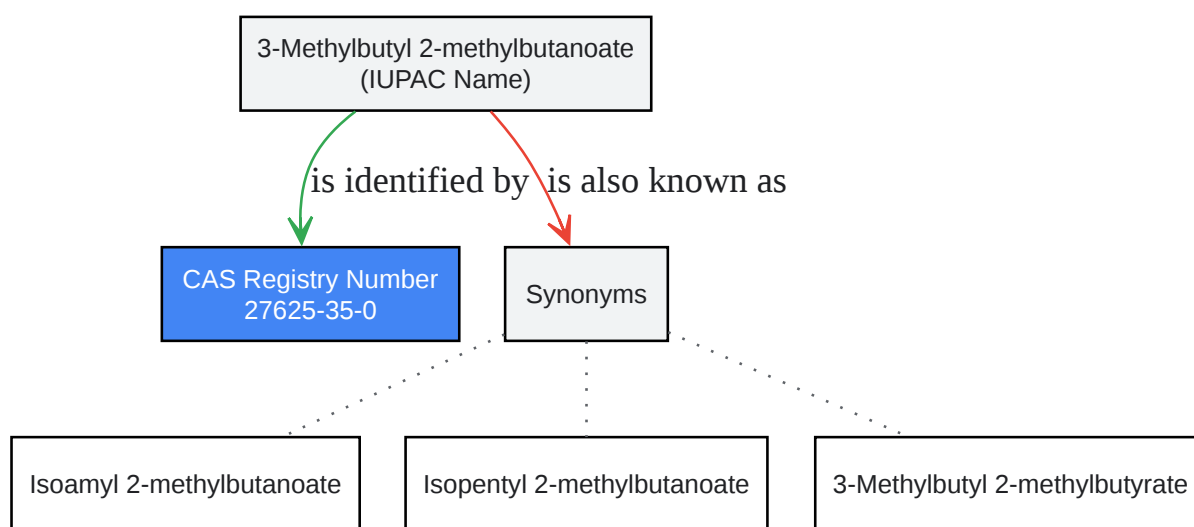 3-Methylbutyl 2-methylbutanoate
(IUPAC Name)
is identified by
is also known as
CAS Registry Number
27625-35-0
Synonyms
Isoamyl 2-methylbutanoate
Isopentyl 2-methylbutanoate
3-Methylbutyl 2-methylbutyrate